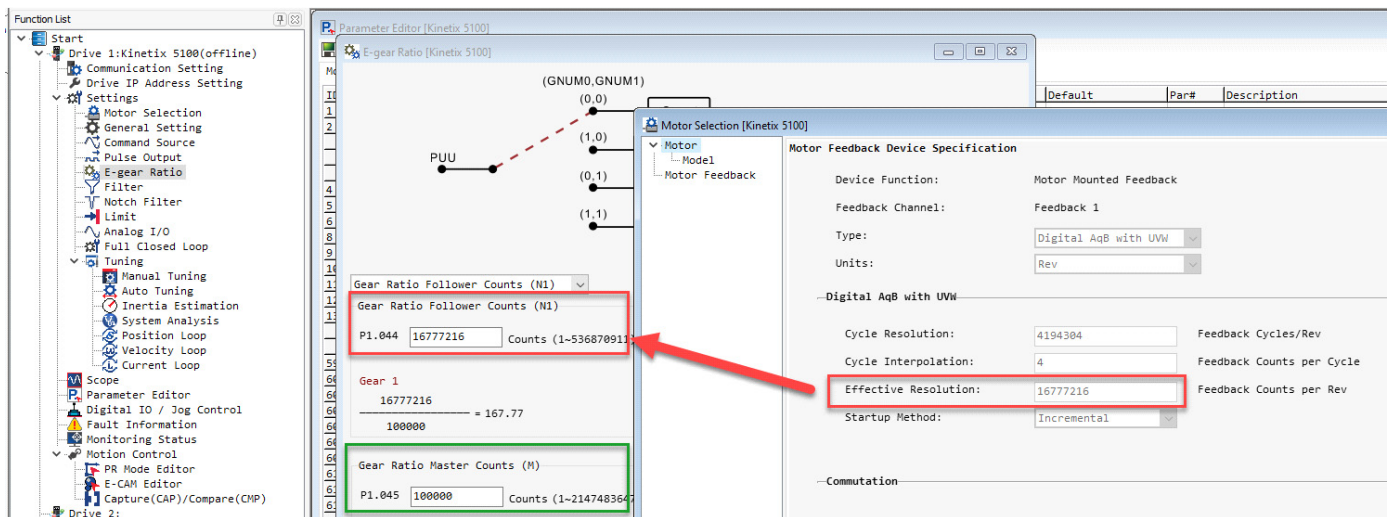 Function List
Start
Drive 1:Kinetix 5100(offline)
Communication Setting
Drive IP Address Setting
Settings
Motor Selection
General Setting
Command Source
Pulse Output
E-gear Ratio
Filter
Notch Filter
Limit
Analog I/O
Full Closed Loop
Tuning
Manual Tuning
Auto Tuning
Inertia Estimation
System Analysis
Position Loop
Velocity Loop
Current Loop
Scope
Parameter Editor
Digital IO / Jog Control
Fault Information
Monitoring Status
Motion Control
PR Mode Editor
E-CAM Editor
Capture(CAP)/Compare(CMP)
Drive 2:
Parameter Editor [Kinetix 5100]
E-gear Ratio [Kinetix 5100]
(GNUM0,GNUM1)
(0,0)
(1,0)
PUU
(0,1)
(1,1)
Gear Ratio Follower Counts (N1)
Gear Ratio Follower Counts (N1)
P1.044 16777216 Counts (1~536870911)
Gear 1
16777216
= 167.77
100000
Gear Ratio Master Counts (M)
P1.045 100000 Counts (1~2147483647
Default Par# Description
Motor Selection [Kinetix 5100]
Motor
Model
Motor Feedback
Motor Feedback Device Specification
Device Function: Motor Mounted Feedback
Feedback Channel: Feedback 1
Type: Digital AqB with UVW
Units: Rev
Digital AqB with UVW
Cycle Resolution: 4194304 Feedback Cycles/Rev
Cycle Interpolation: 4 Feedback Counts per Cycle
Effective Resolution: 16777216 Feedback Counts per Rev
Startup Method: Incremental
Commutation